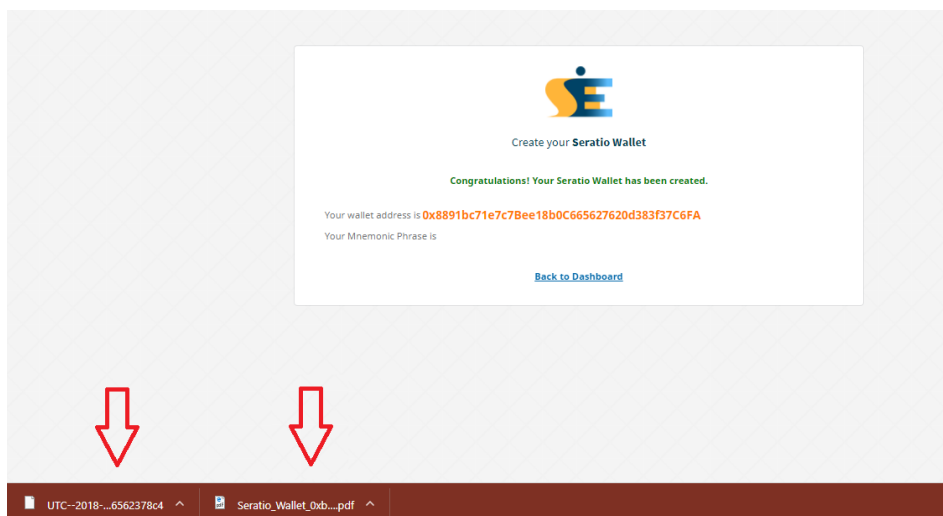 SE
Create your Seratio Wallet
Congratulations! Your Seratio Wallet has been created.
Your wallet address is 0x8891bc71e7c7Bee18b0C665627620d383f37C6FA
Your Mnemonic Phrase is
Back to Dashboard
UTC--2018-...6562378c4 Seratio_Wallet_0xb....pdf